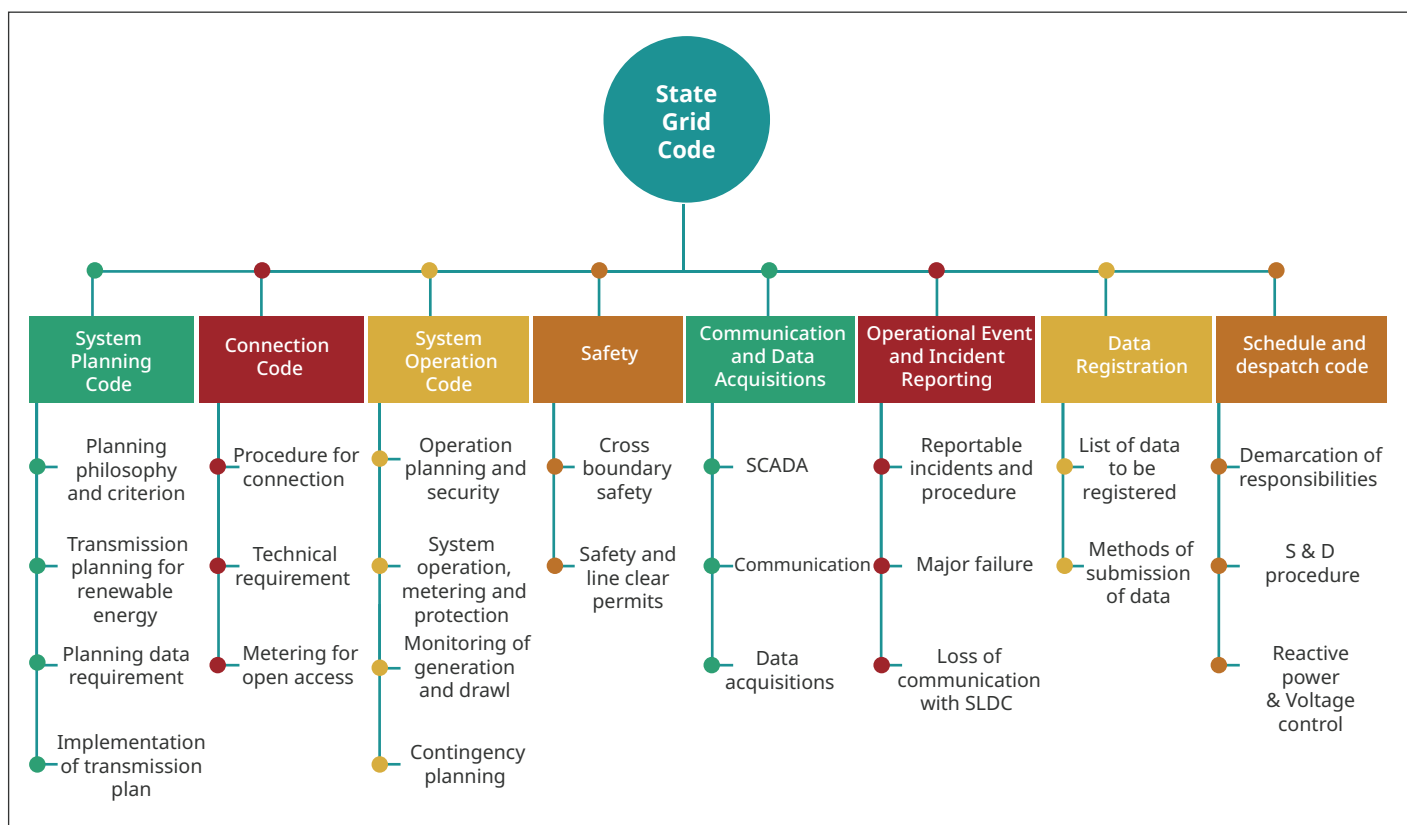 State
Grid
Code
System
Planning
Code
Connection
Code
System
Operation
Code
Safety
Communication
and Data
Acquisitions
Operational Event
and Incident
Reporting
Data
Registration
Schedule and
despatch code
Planning
philosophy
and criterion
Transmission
planning for
renewable
energy
Planning data
requirement
Implementation
of transmission
plan
Procedure for
connection
Technical
requirement
Metering for
open access
Operation
planning and
security
System
operation,
metering and
protection
Monitoring of
generation
and drawl
Contingency
planning
Cross
boundary
safety
Safety and
line clear
permits
SCADA
Communication
Data
acquisitions
Reportable
incidents and
procedure
Major failure
Loss of
communication
with SLDC
List of data
to be
registered
Methods of
submission
of data
Demarcation of
responsibilities
S & D
procedure
Reactive
power
& Voltage
control